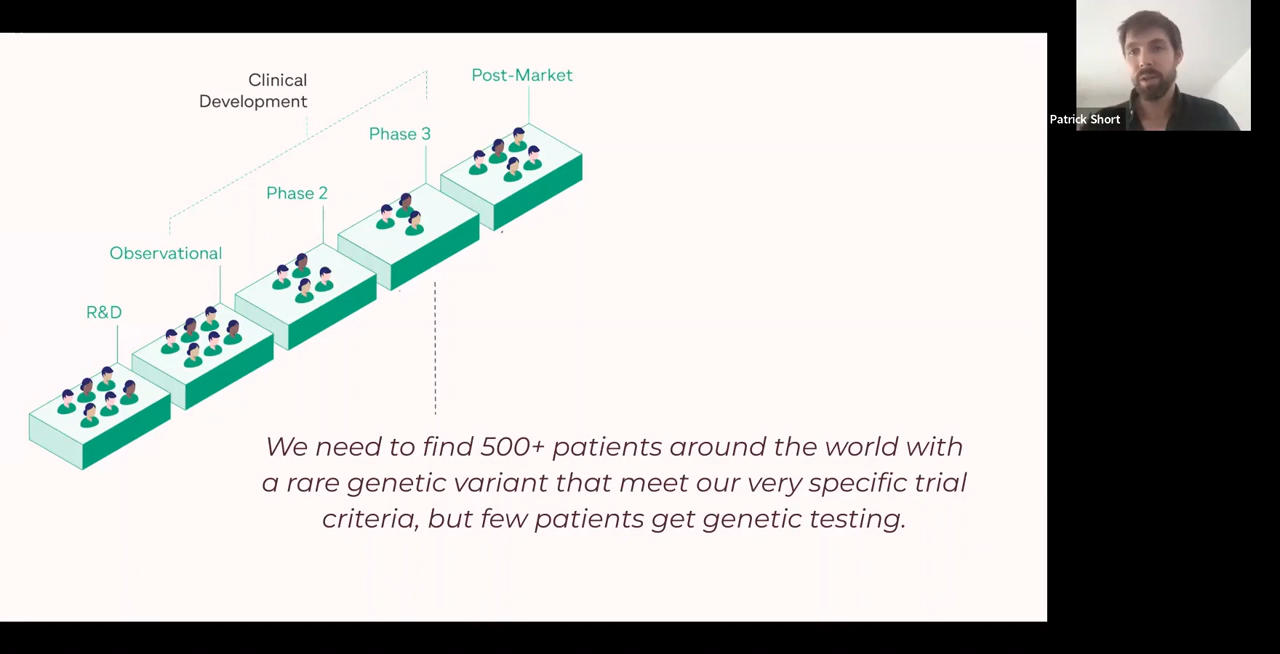 Clinical
Development
Post-Market
Phase 3
Phase 2
Observational
R&D
We need to find 500+ patients around the world with
a rare genetic variant that meet our very specific trial
criteria, but few patients get genetic testing.
Patrick Short